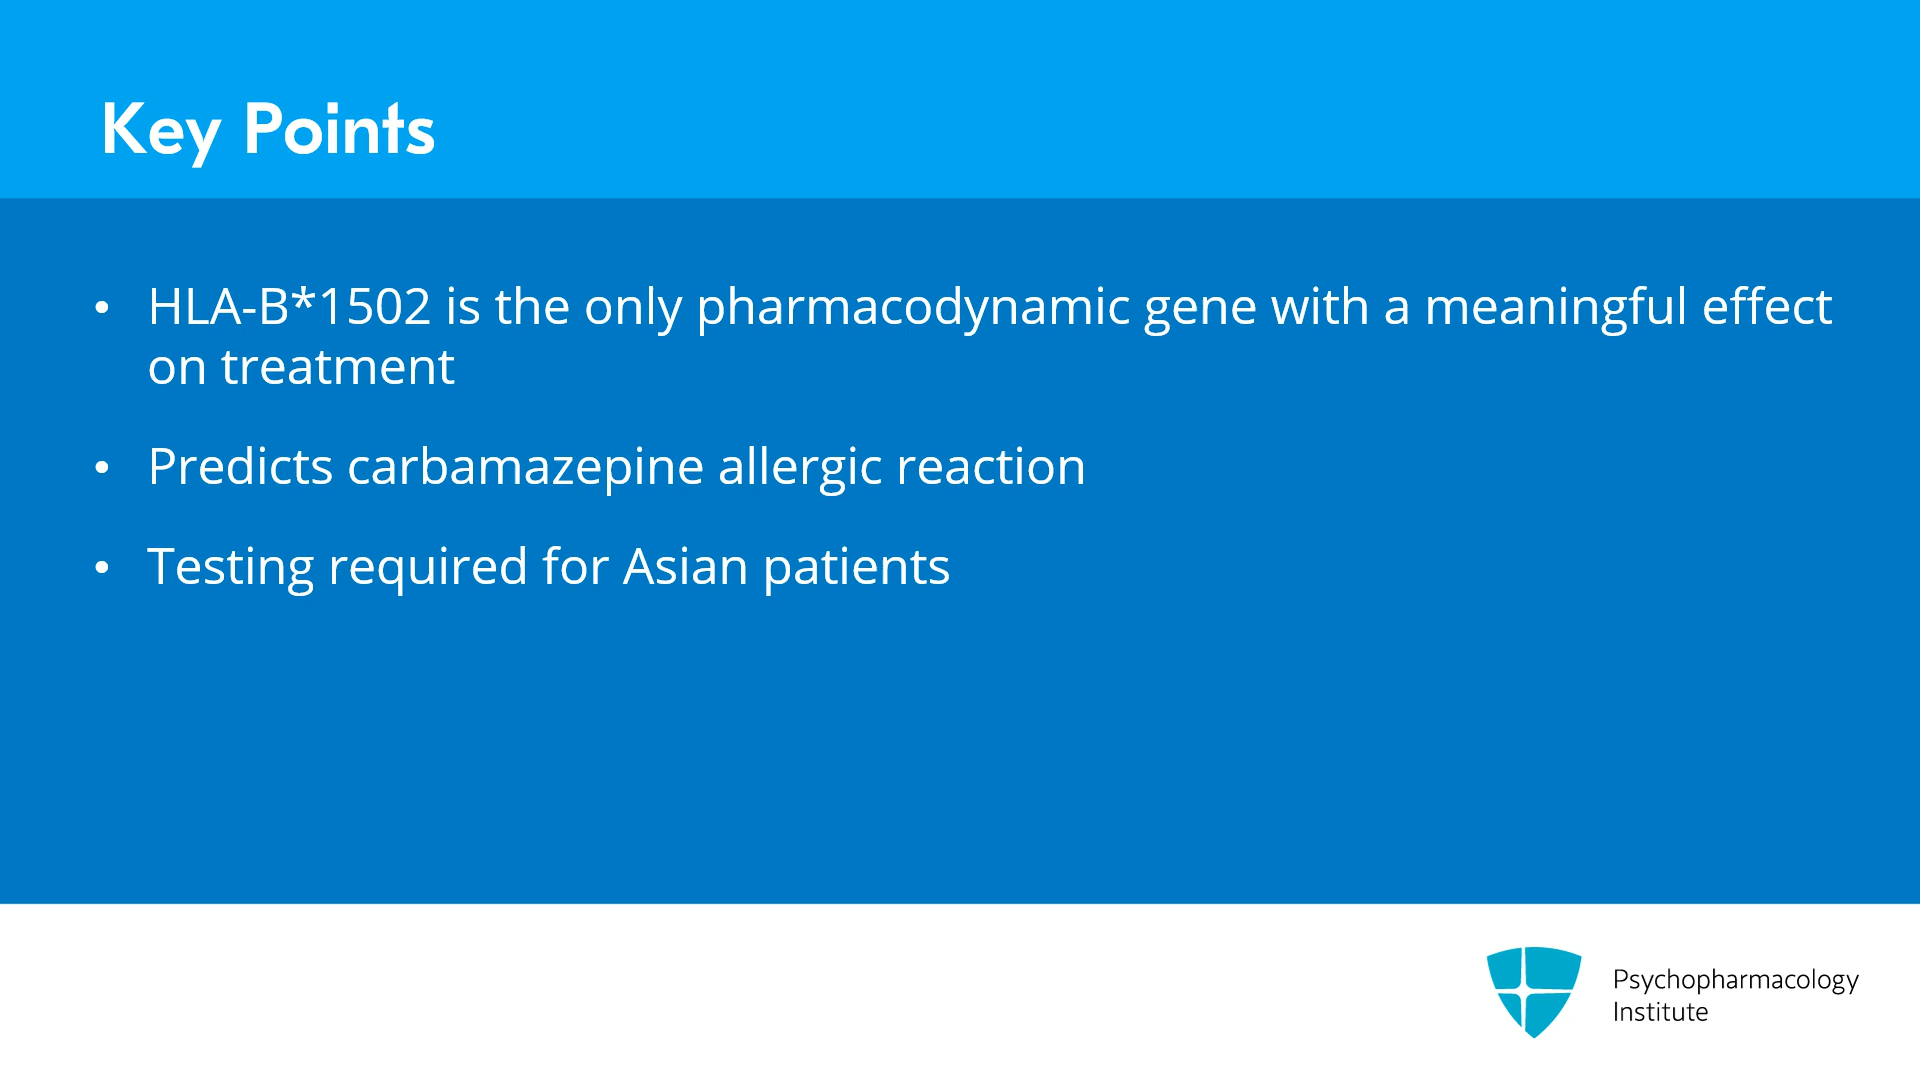 Key Points
• HLA-B*1502 is the only pharmacodynamic gene with a meaningful effect
on treatment
• Predicts carbamazepine allergic reaction
• Testing required for Asian patients
Psychopharmacology
Institute